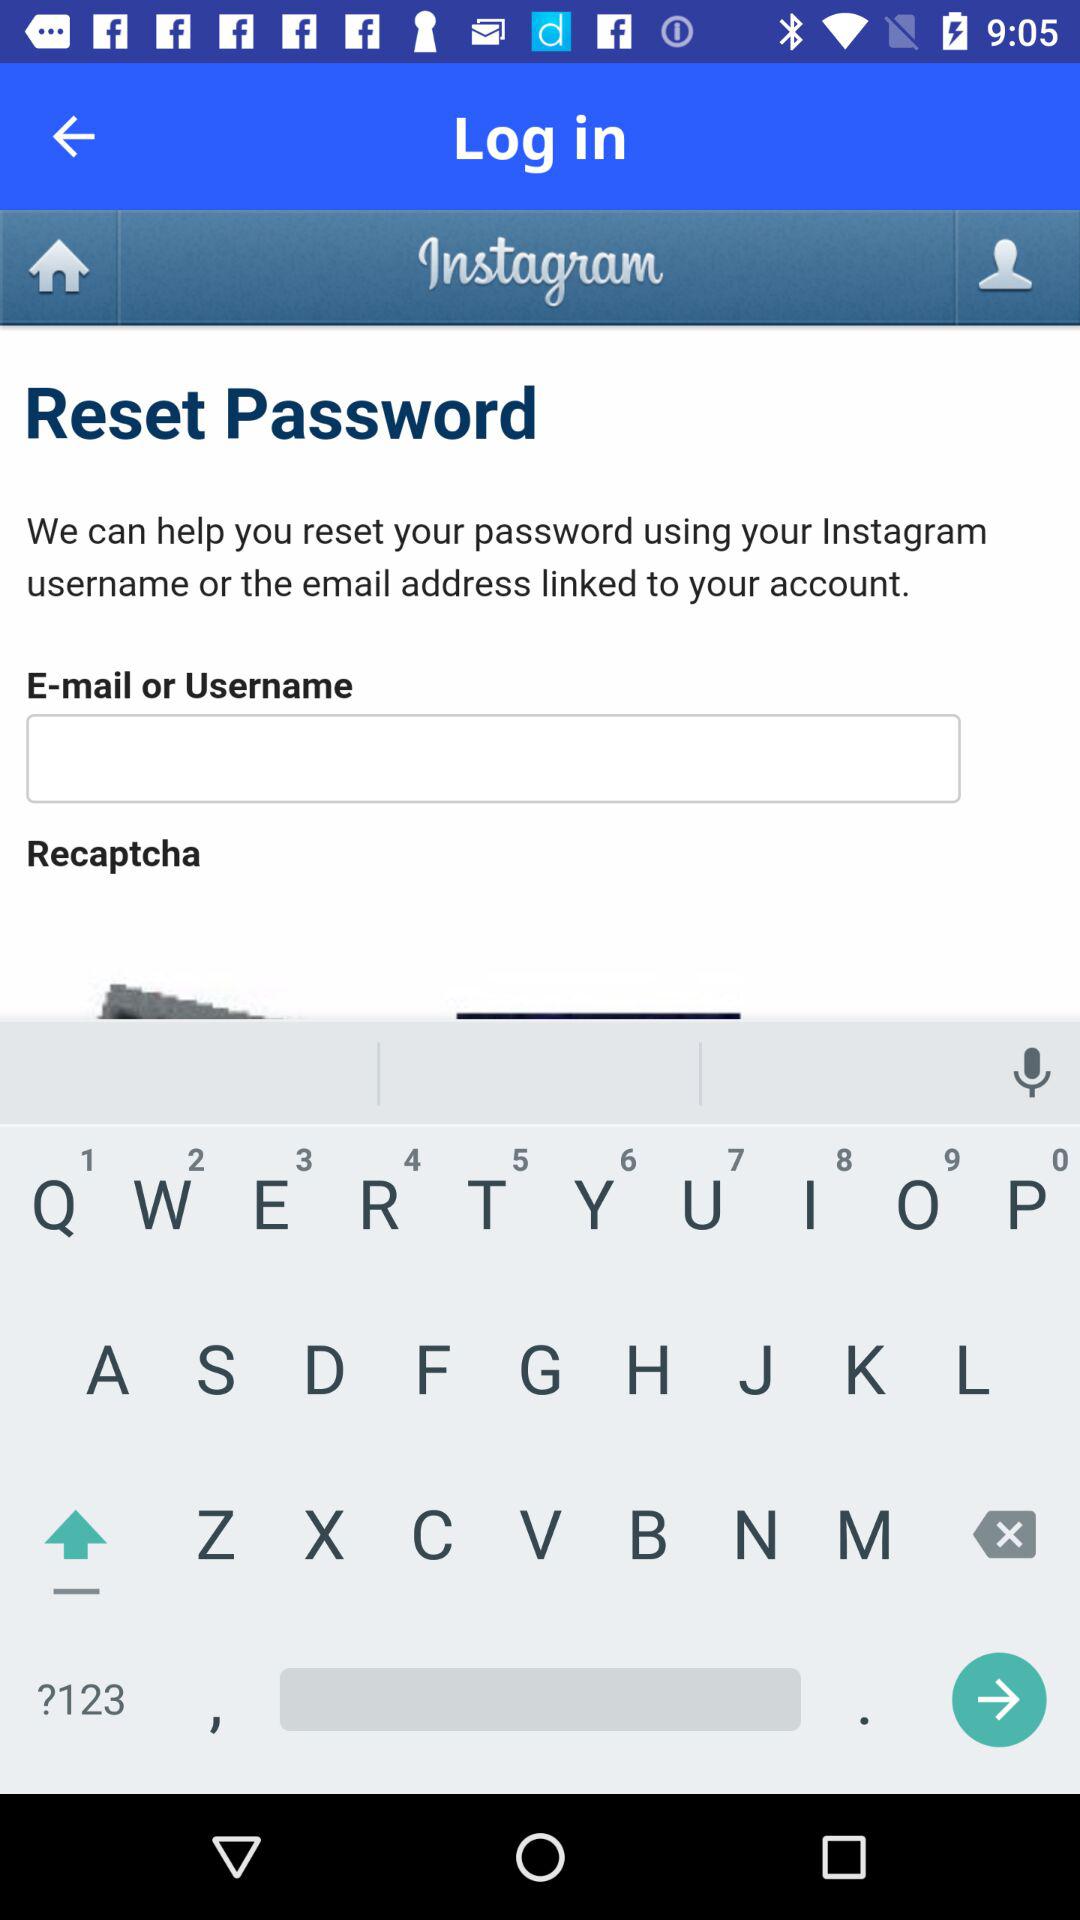 9:05
Log in
Instagram
Reset Password
We can help you reset your password using your Instagram
username or the email address linked to your account.
E-mail or Username
Recaptcha
1 2 3 4 5 6 7 8 9 0
Q W E R T Y U I O P
A S D F G H J K L
Z X C V B N M
?123 , .